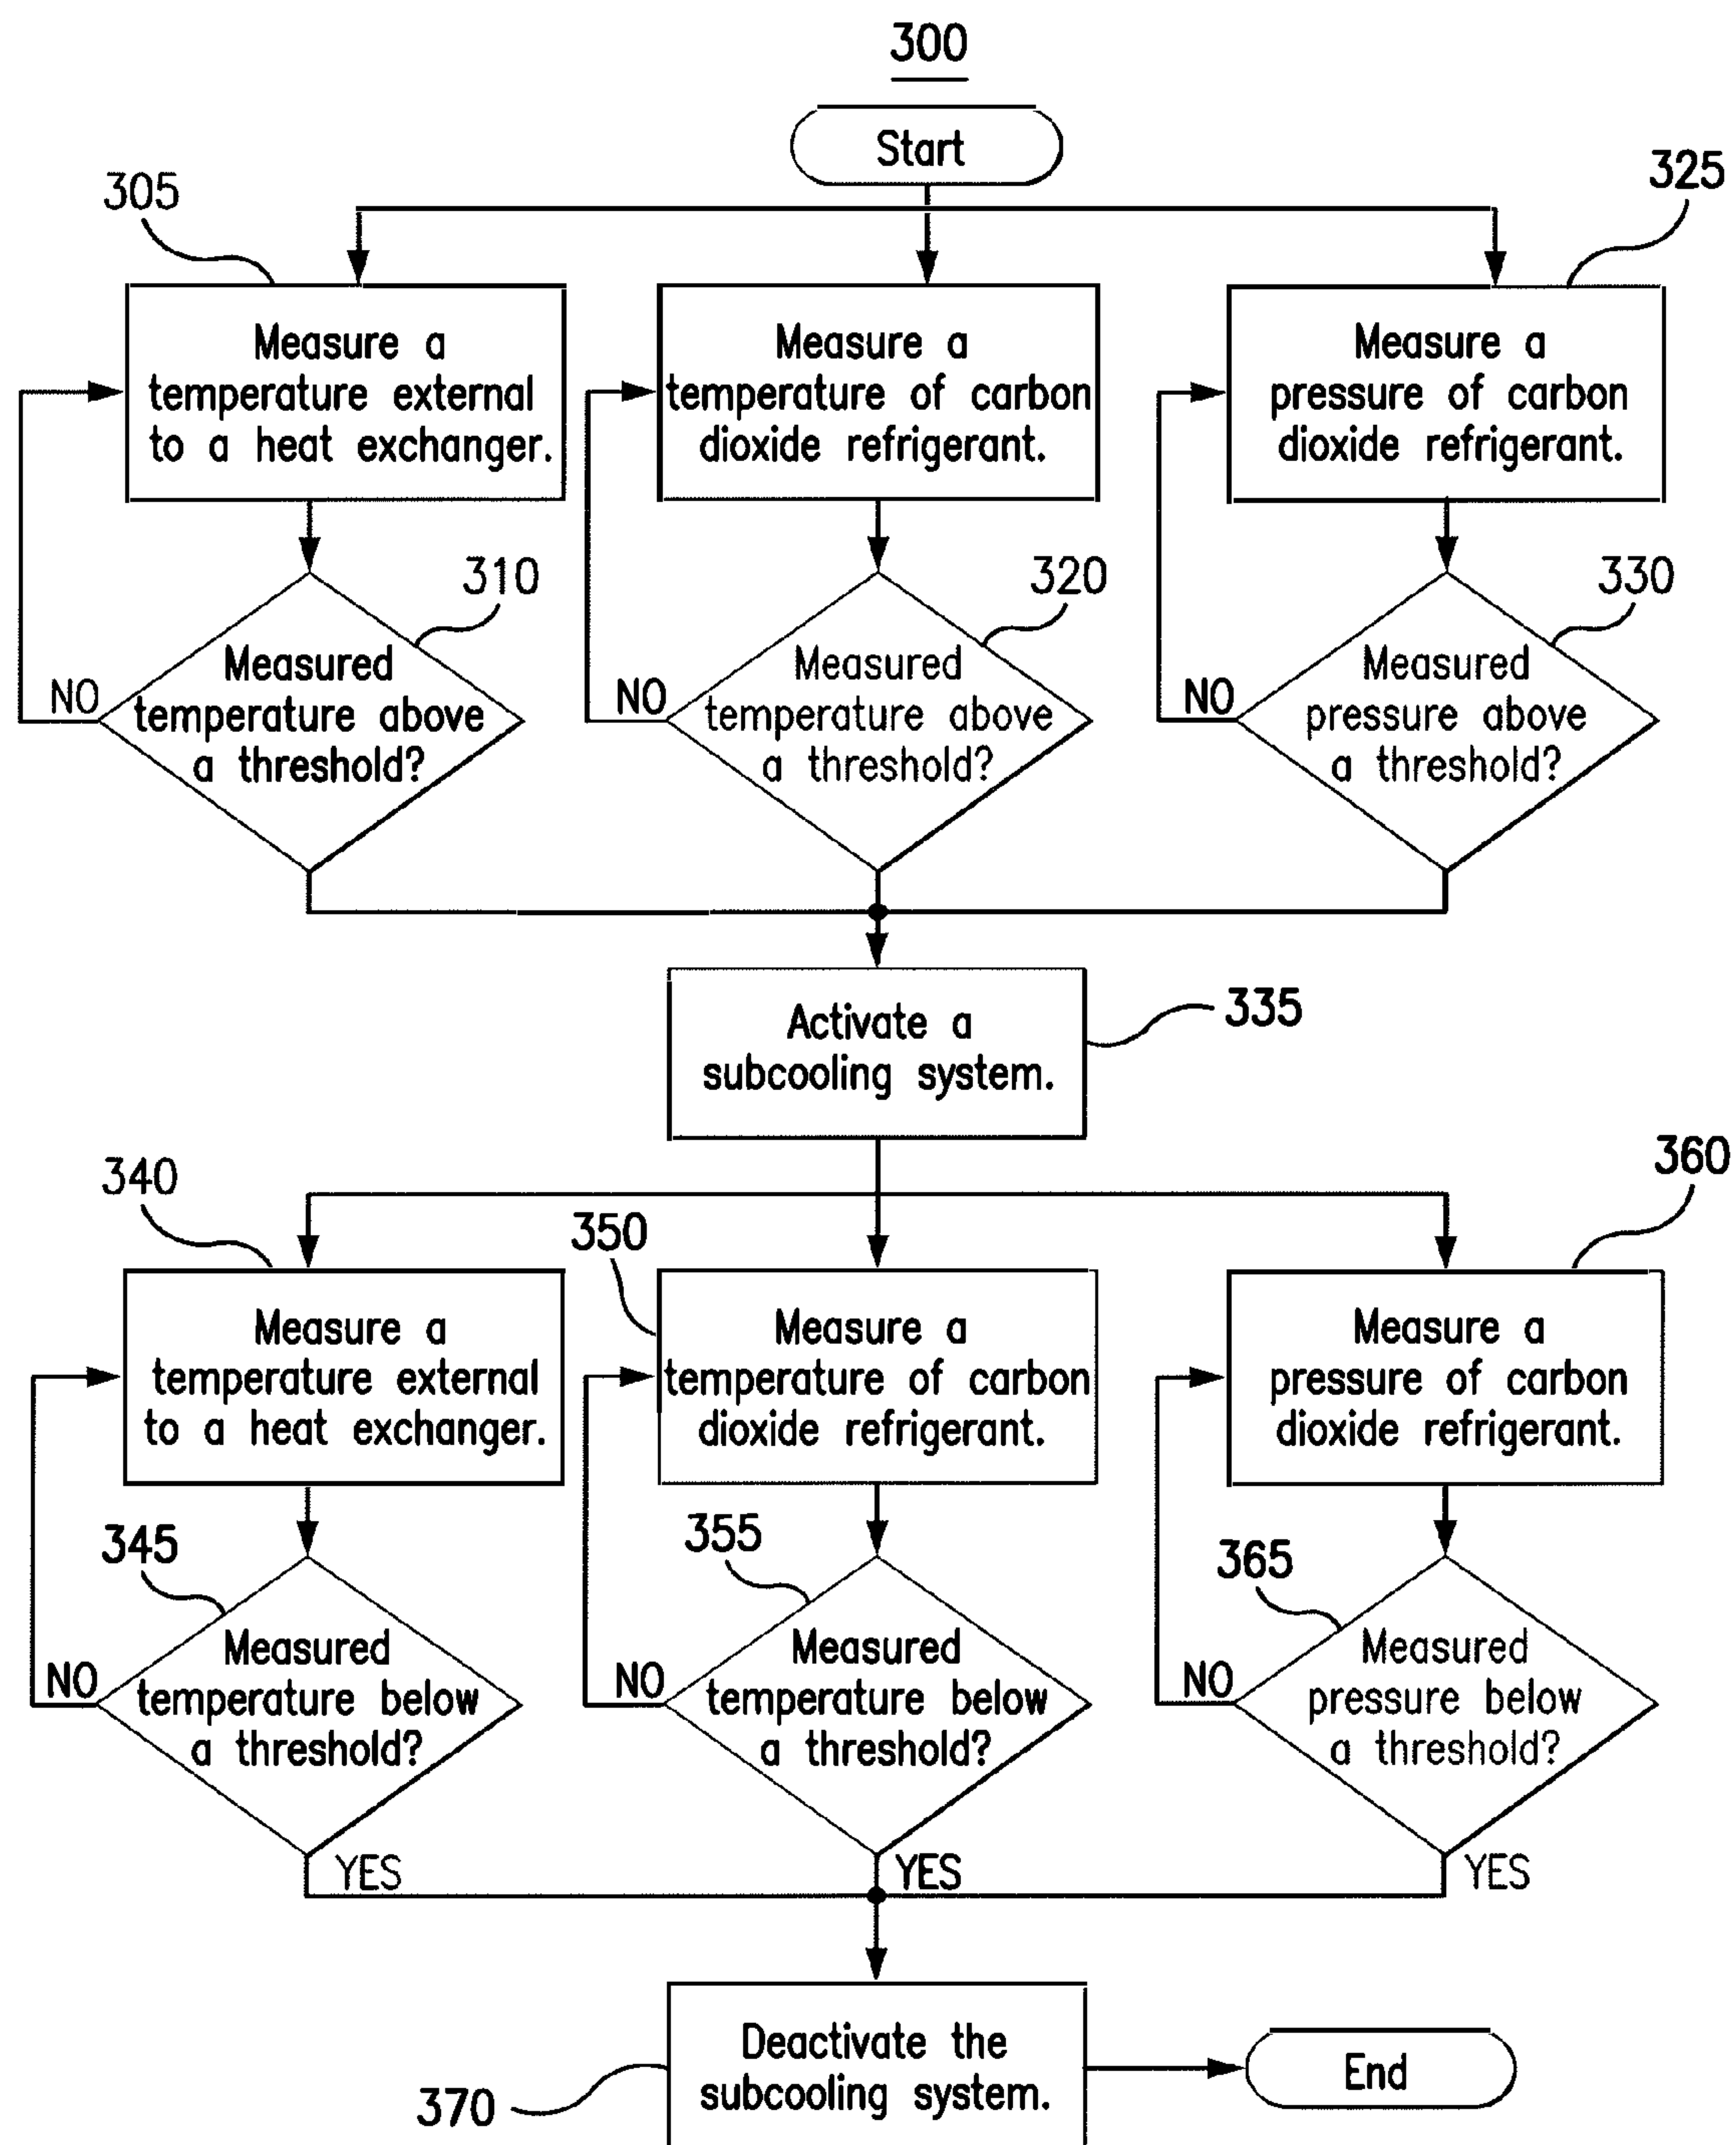 300
Start
305
325
Measure a
temperature external
to a heat exchanger.
Measure a
temperature of carbon
dioxide refrigerant.
Measure a
pressure of carbon
dioxide refrigerant.
310
320
330
NO
Measured
temperature above
a threshold?
NO
Measured
temperature above
a threshold?
NO
Measured
pressure above
a threshold?
Activate a
subcooling system.
335
340
350
360
Measure a
temperature external
to a heat exchanger.
Measure a
temperature of carbon
dioxide refrigerant.
Measure a
pressure of carbon
dioxide refrigerant.
345
355
365
NO
Measured
temperature below
a threshold?
NO
Measured
temperature below
a threshold?
NO
Measured
pressure below
a threshold?
YES
YES
YES
Deactivate the
subcooling system.
370
End